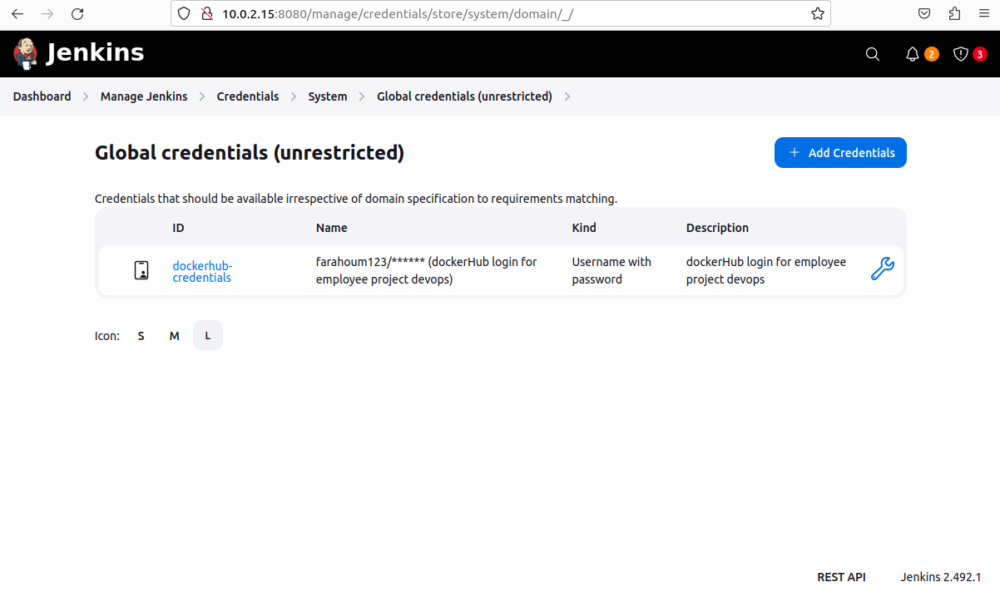 10.0.2.15:8080/manage/credentials/store/system/domain/_/
Jenkins
2
3
Dashboard
Manage Jenkins
Credentials
System
Global credentials (unrestricted)
Global credentials (unrestricted)
+ Add Credentials
Credentials that should be available irrespective of domain specification to requirements matching.
ID
Name
Kind
Description
dockerhub-
credentials
farahoum123/****** (dockerHub login for
employee project devops)
Username with
password
dockerHub login for employee
project devops
Icon:
S
M
L
REST API
Jenkins 2.492.1